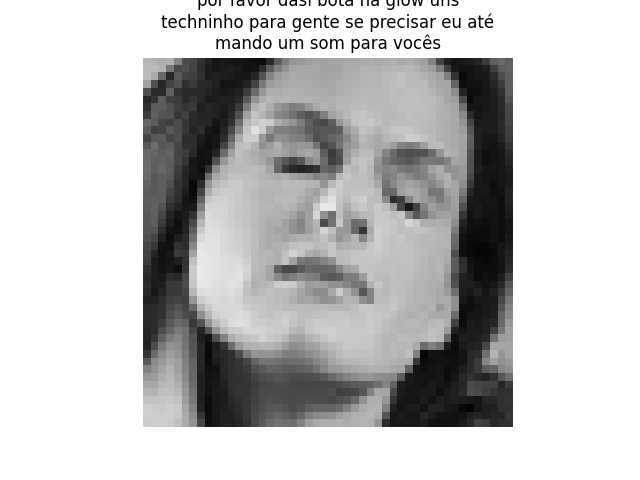 por favor dasi bota na glow uns
techninho para gente se precisar eu até
mando um som para vocês